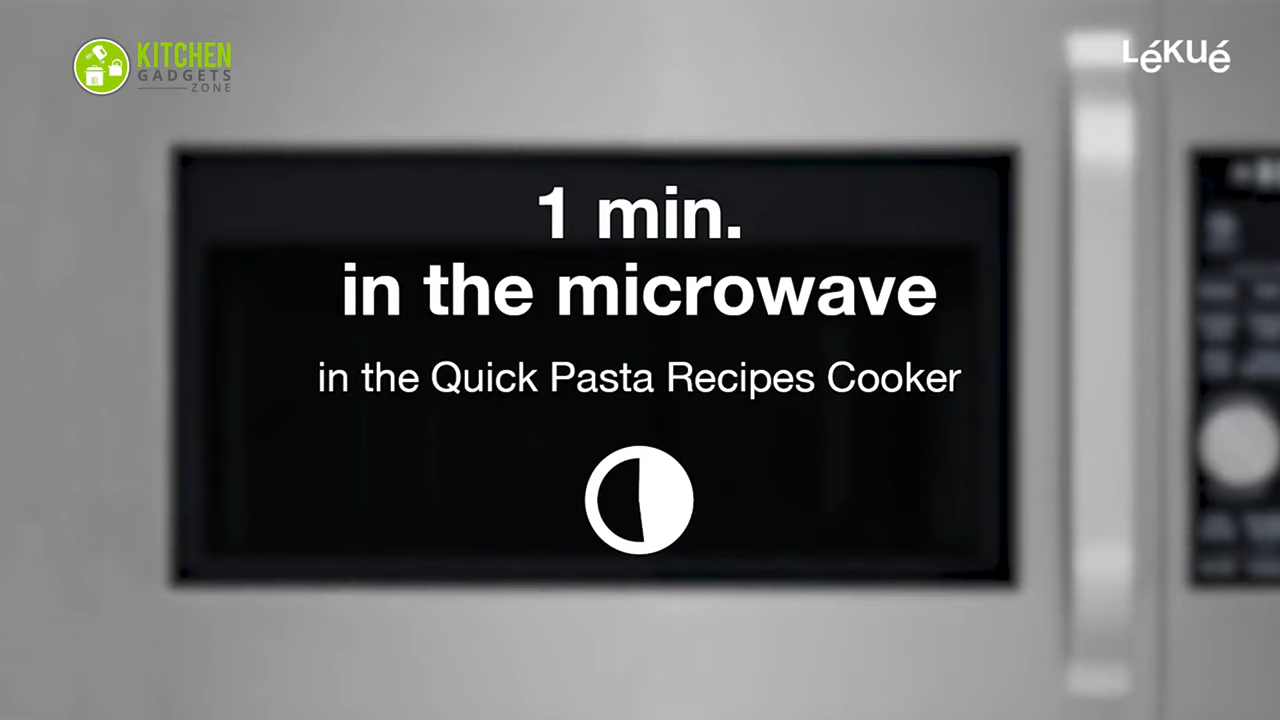 KITCHEN
GADGETS
ZONE
Lékué
1 min.
in the microwave
in the Quick Pasta Recipes Cooker